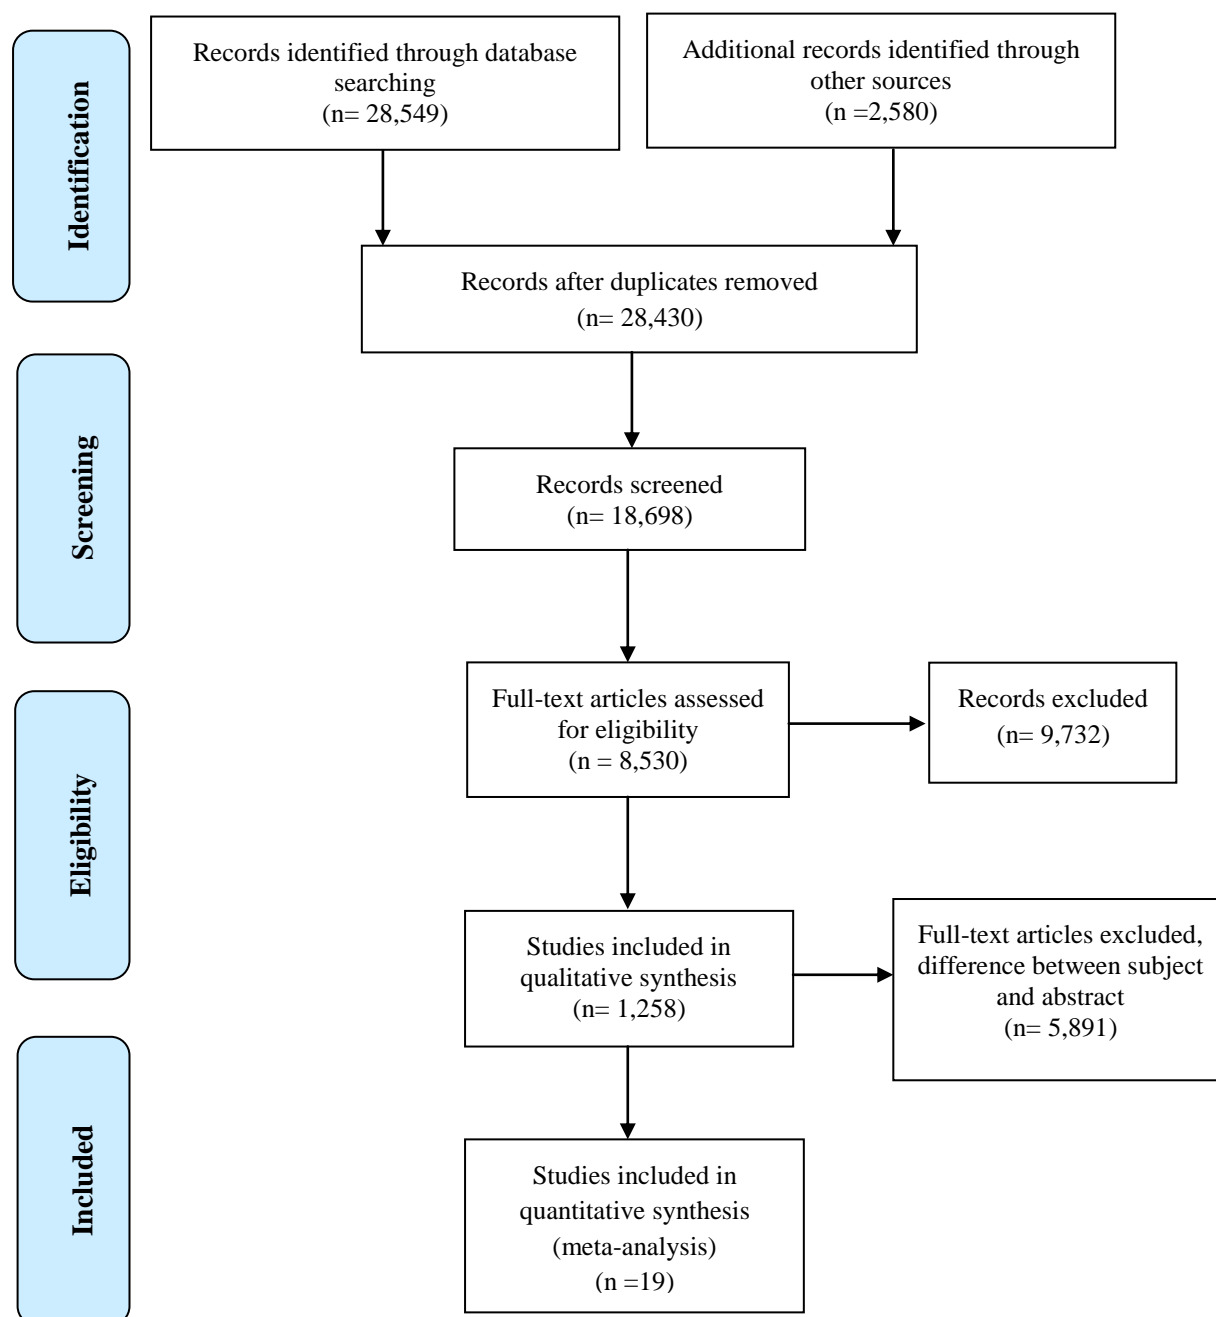 Identification
Records identified through database
searching
(n= 28,549)
Additional records identified through
other sources
(n =2,580)
Records after duplicates removed
(n= 28,430)
Screening
Records screened
(n= 18,698)
Eligibility
Full-text articles assessed
for eligibility
(n = 8,530)
Records excluded
(n= 9,732)
Studies included in
qualitative synthesis
(n= 1,258)
Full-text articles excluded,
difference between subject
and abstract
(n= 5,891)
Included
Studies included in
quantitative synthesis
(meta-analysis)
(n =19)